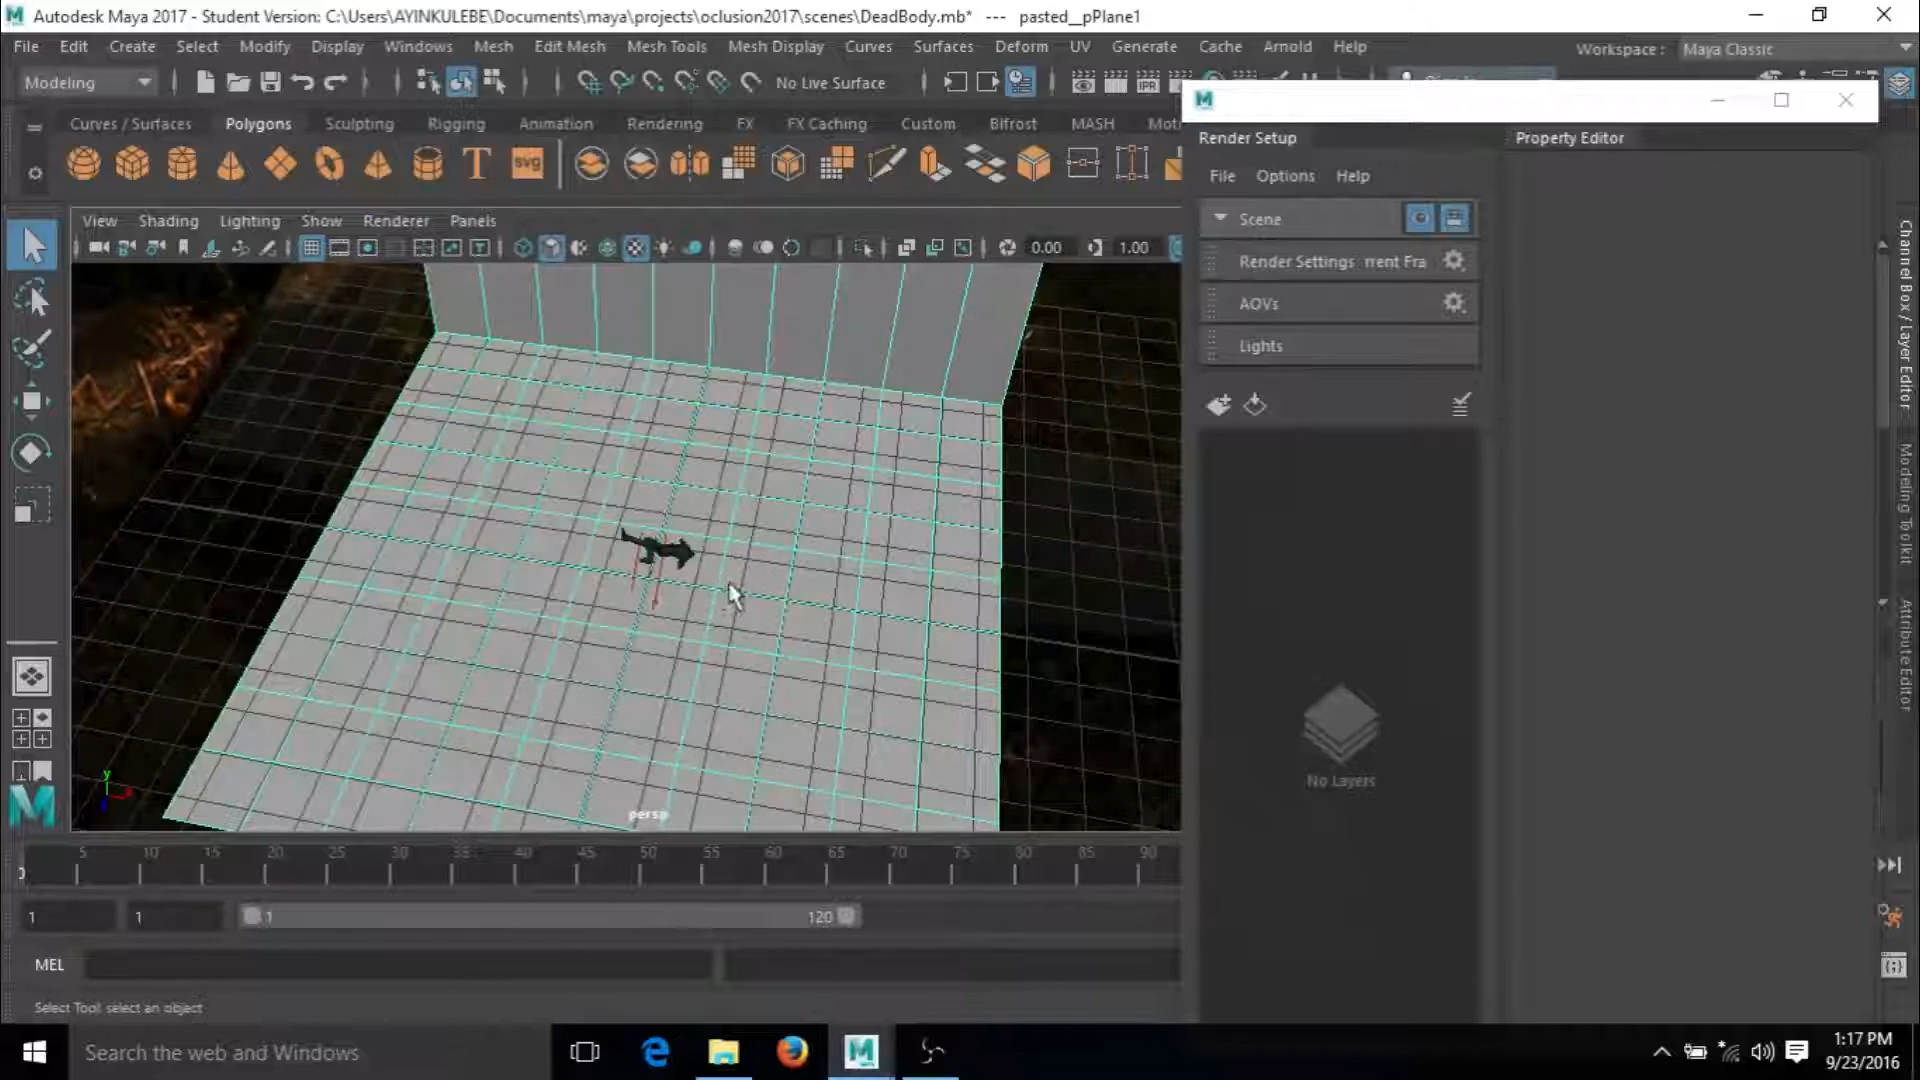 Autodesk Maya 2017 - Student Version: C:\Users\AYINKULEBE\Documents\maya\projects\oclusion2017\scenes\DeadBody.mb* --- pasted__pPlane1
File Edit Create Select Modify Display Windows Mesh Edit Mesh Mesh Tools Mesh Display Curves Surfaces Deform UV Generate Cache Arnold Help
Workspace : Maya Classic
Modeling
No Live Surface
IPR
Curves / Surfaces Polygons Sculpting Rigging Animation Rendering FX FX Caching Custom Bifrost MASH Mot
T svg
View Shading Lighting Show Renderer Panels
0.00 1.00
persp
Render Setup
Property Editor
File Options Help
Scene
Render Settings rrent Fra
AOVs
Lights
No Layers
Channel Box / Layer Editor
Modeling Toolkit
Attribute Editor
y
5 10 15 20 25 30 35 40 45 50 55 60 65 70 75 80 85 90
1 1 1 120
MEL
Select Tool: select an object
Search the web and Windows
1:17 PM
9/23/2016